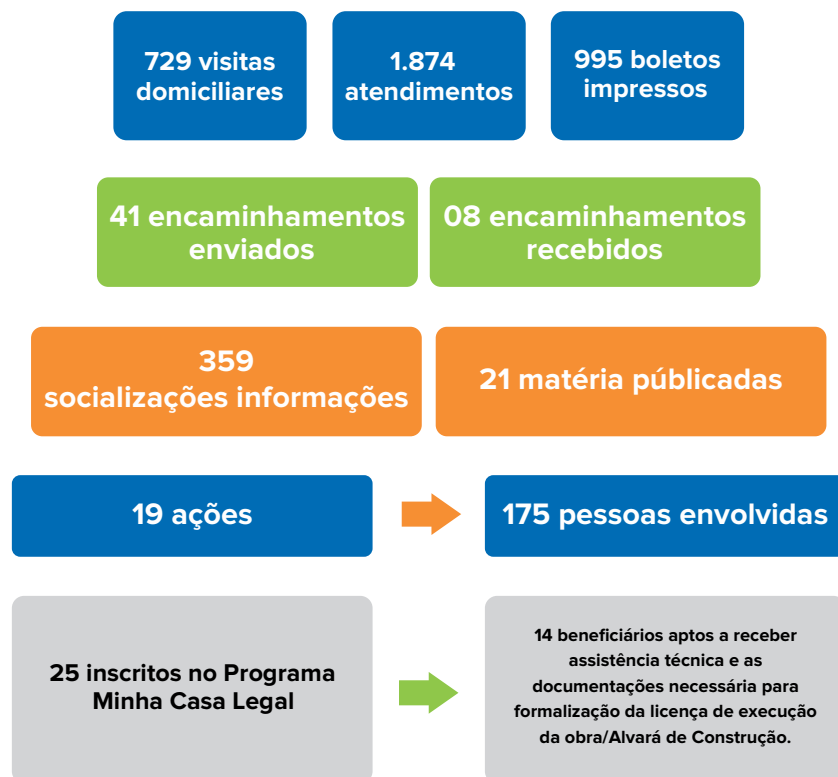 729 visitas
domiciliares
1.874
atendimentos
995 boletos
impressos
41 encaminhamentos
enviados
08 encaminhamentos
recebidos
359
socializações informações
21 matéria públicadas
19 ações
175 pessoas envolvidas
25 inscritos no Programa
Minha Casa Legal
14 beneficiários aptos a receber
assistência técnica e as
documentações necessária para
formalização da licença de execução
da obra/Alvará de Construção.